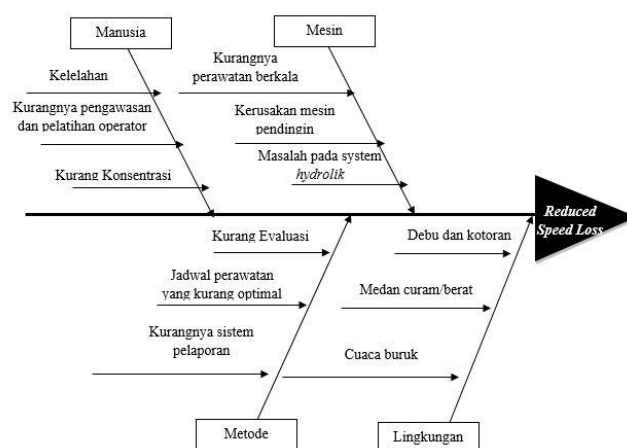 Manusia
Mesin
Kelelahan
Kurangnya pengawasan
dan pelatihan operator
Kurang Konsentrasi
Kurangnya
perawatan berkala
Kerusakan mesin
pendingin
Masalah pada system
hydrolik
Reduced
Speed Loss
Kurang Evaluasi
Jadwal perawatan
yang kurang optimal
Kurangnya sistem
pelaporan
Debu dan kotoran
Medan curam/berat
Cuaca buruk
Metode
Lingkungan